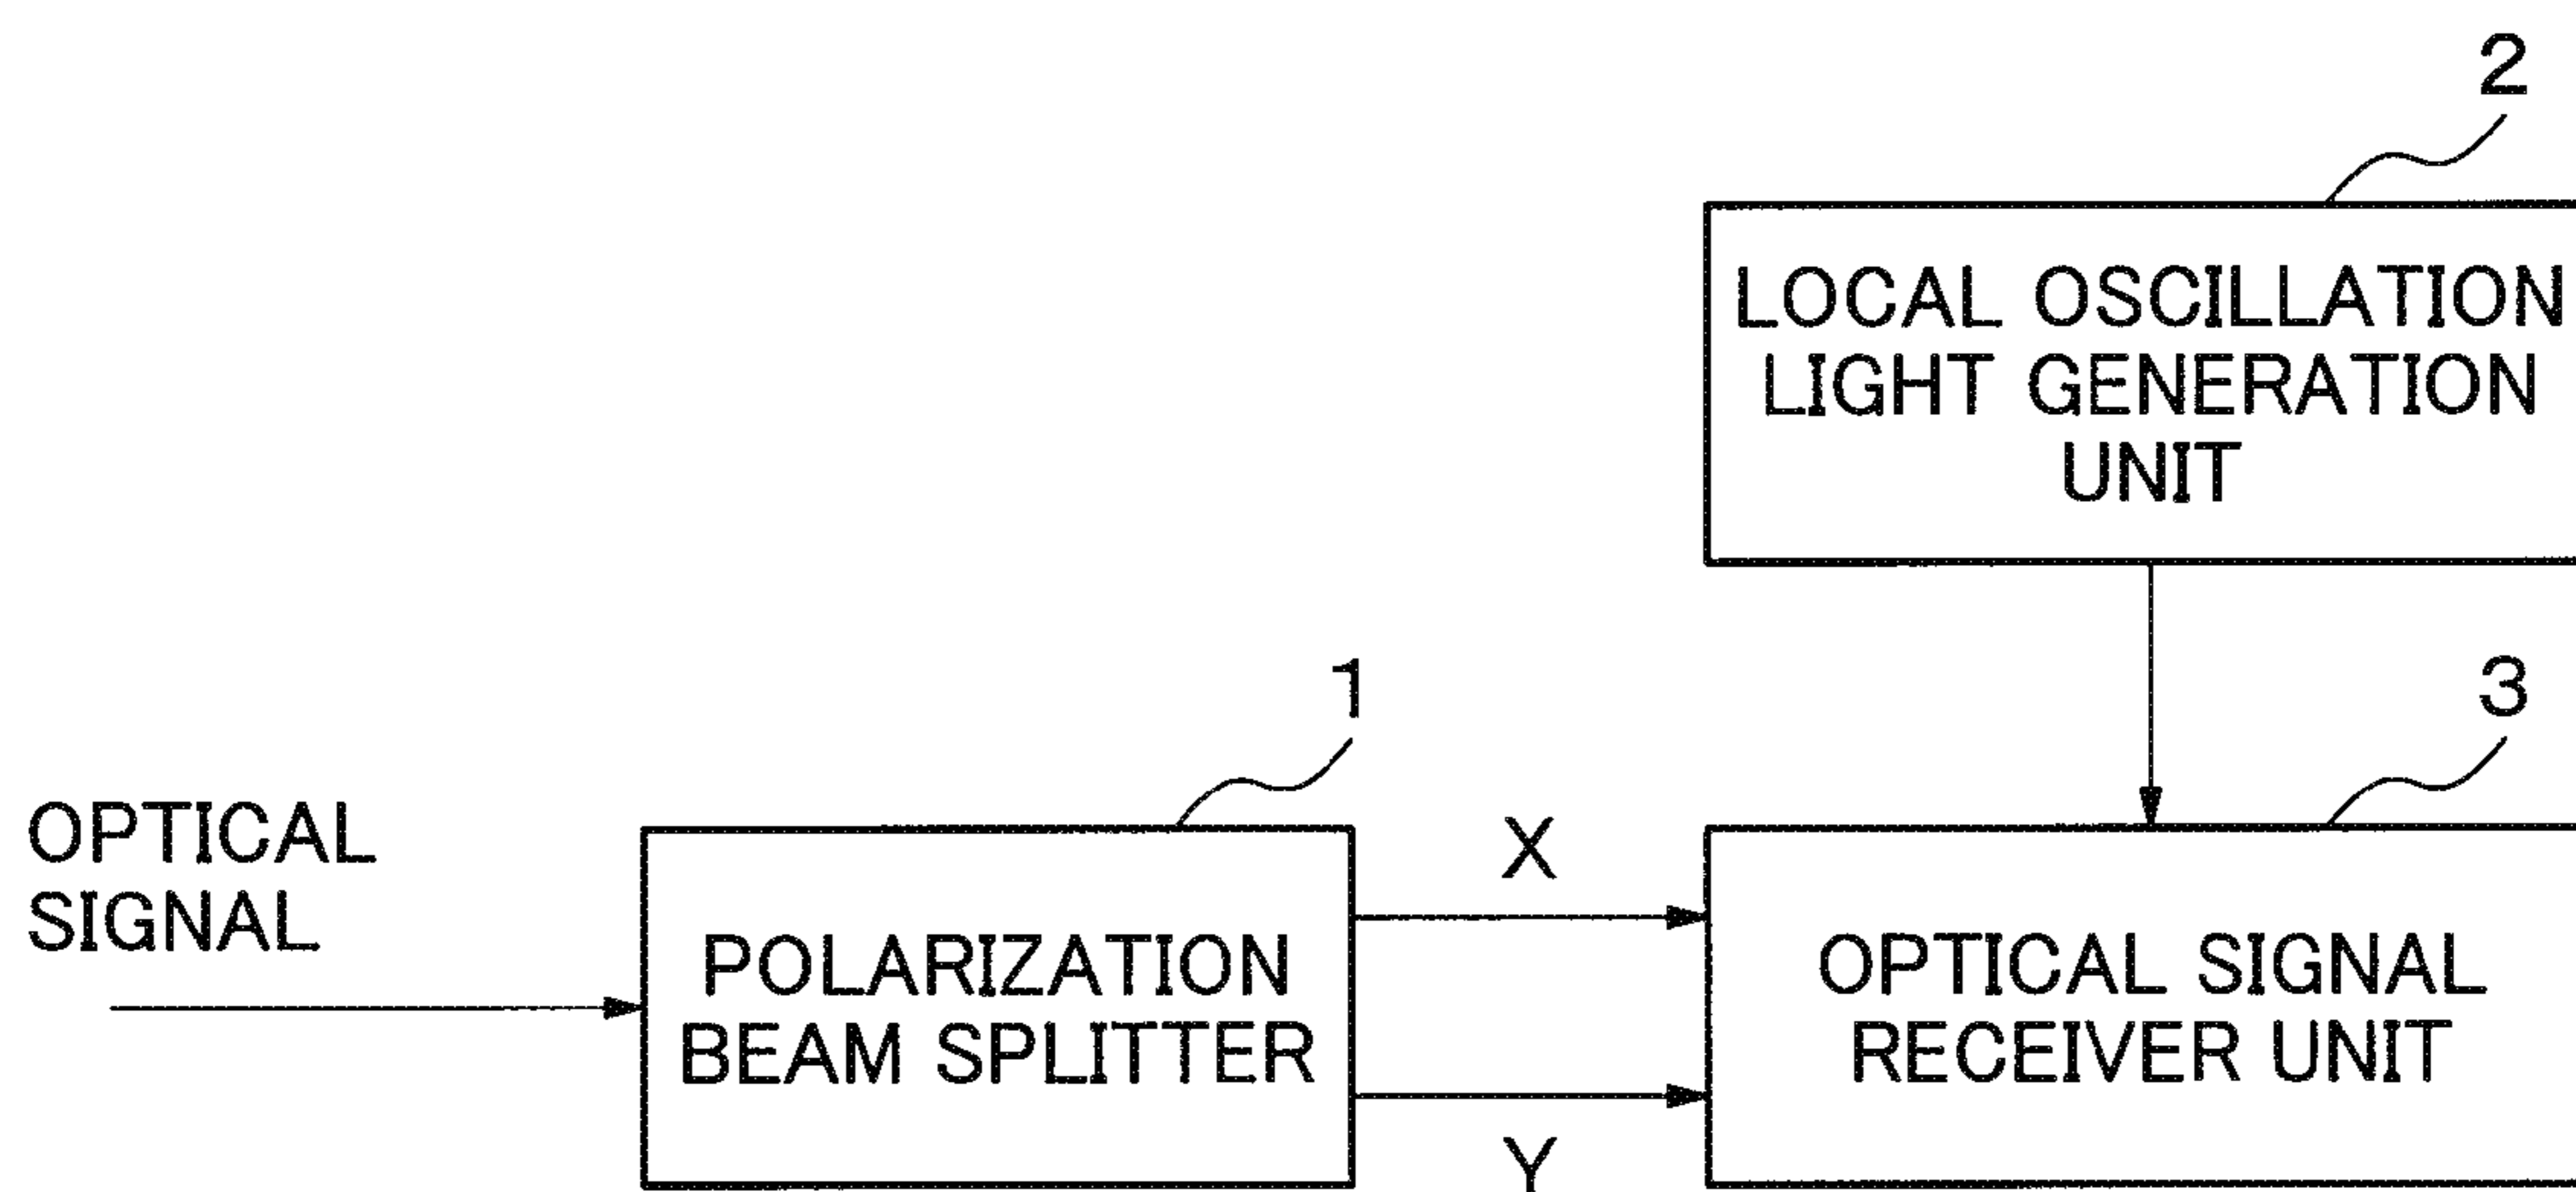 2
LOCAL OSCILLATION
LIGHT GENERATION
UNIT
1
3
OPTICAL
SIGNAL
X
POLARIZATION
BEAM SPLITTER
OPTICAL SIGNAL
RECEIVER UNIT
Y